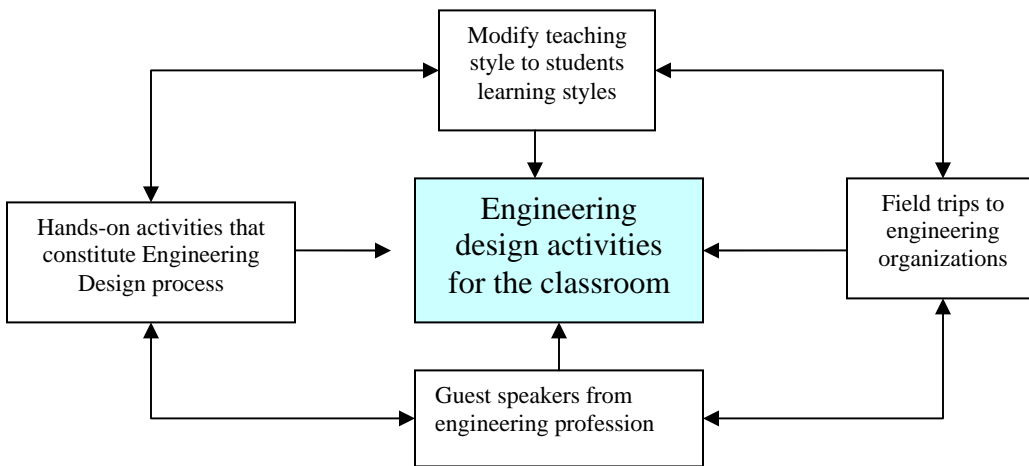 Modify teaching
style to students
learning styles
Hands-on activities that
constitute Engineering
Design process
Engineering
design activities
for the classroom
Field trips to
engineering
organizations
Guest speakers from
engineering profession